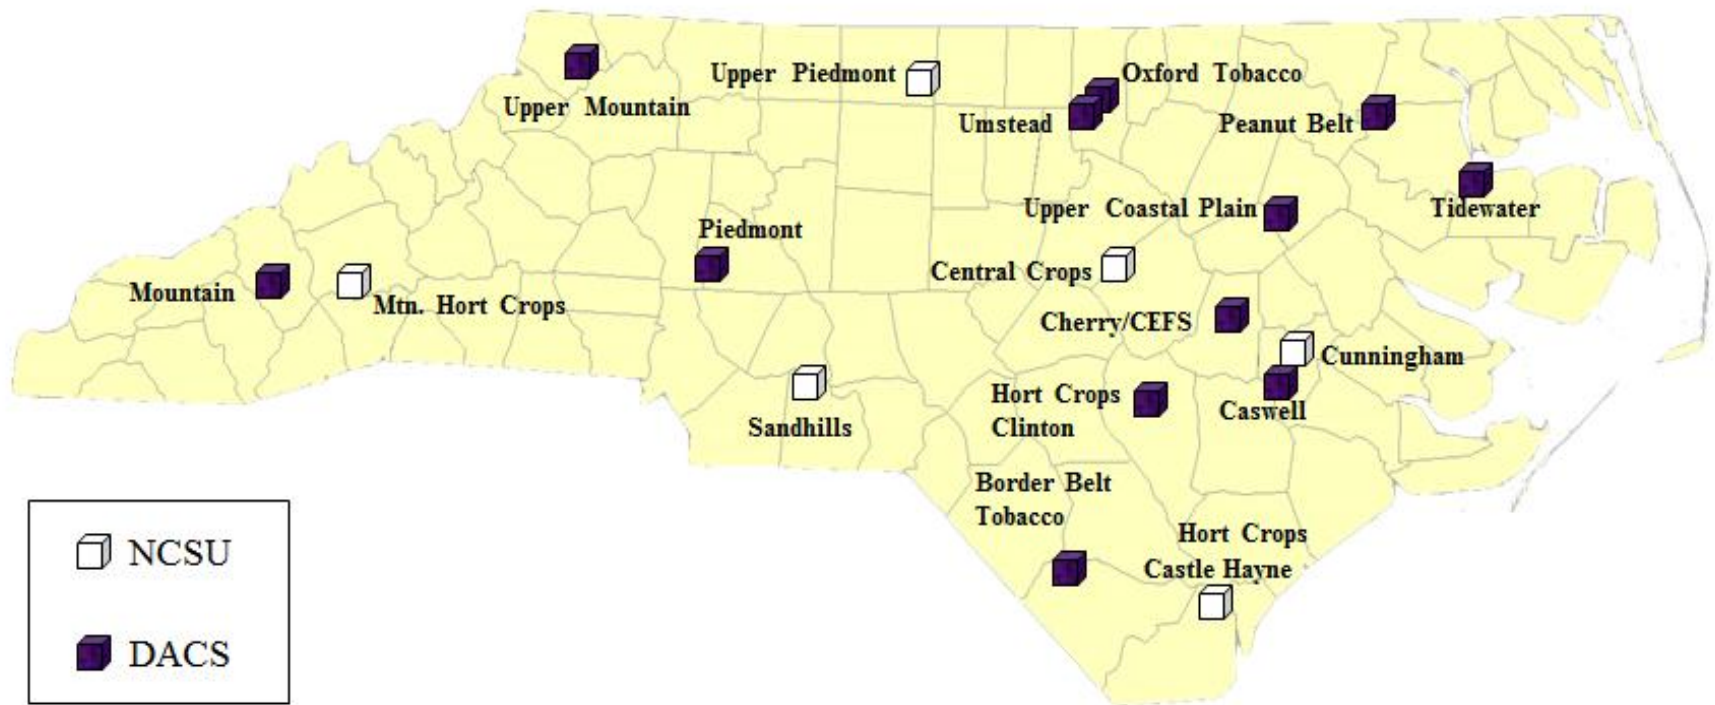 Upper Piedmont
Oxford Tobacco
Upper Mountain
Umstead
Peanut Belt
Upper Coastal Plain
Tidewater
Piedmont
Central Crops
Mountain
Mtn. Hort Crops
Cherry/CEFS
Cunningham
Hort Crops
Clinton
Caswell
Sandhills
Border Belt
Tobacco
Hort Crops
Castle Hayne
NCSU
DACS